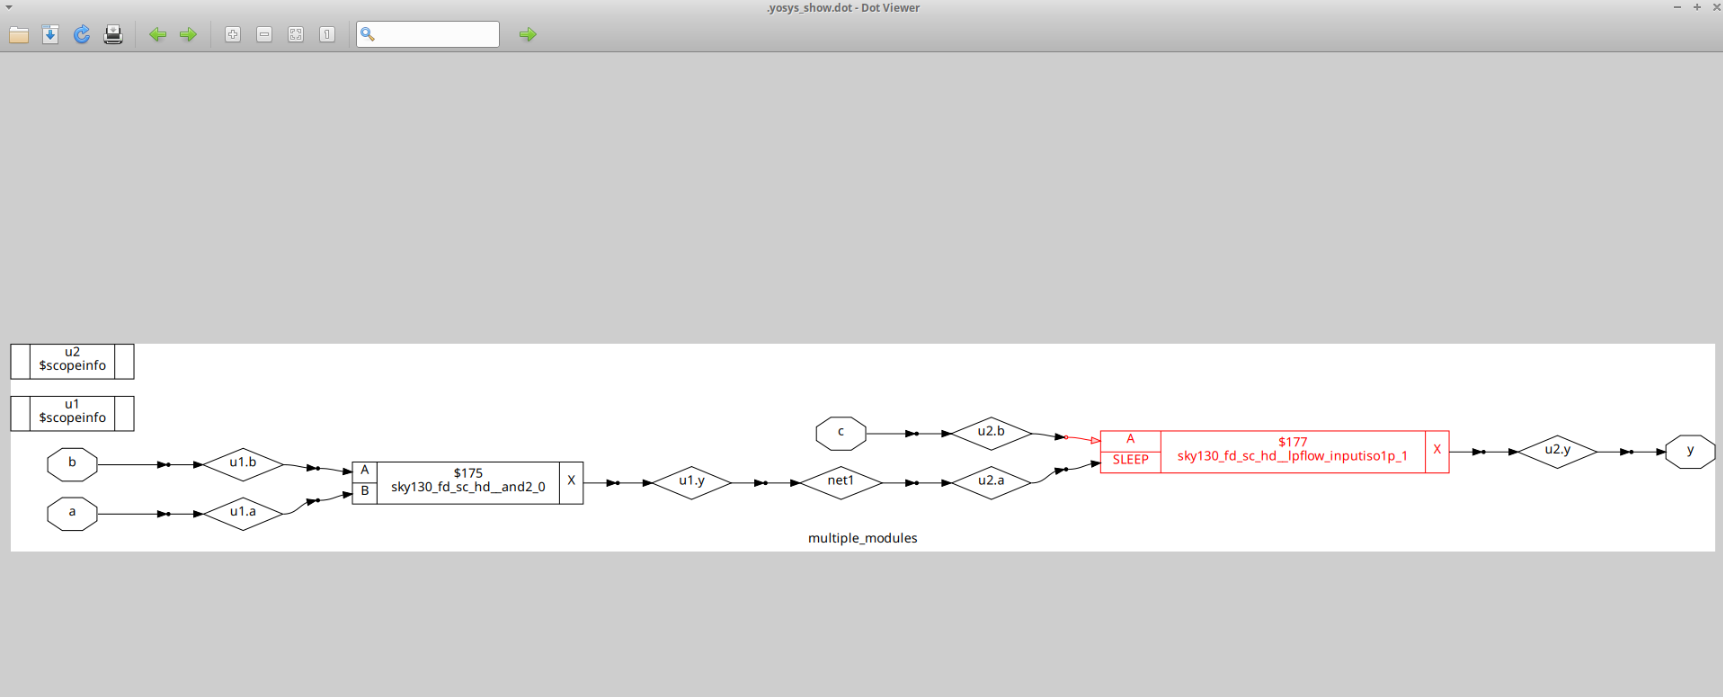 .yosys_show.dot - Dot Viewer
u2
$scopeinfo
u1
$scopeinfo
b
u1.b
a
u1.a
A
B
$175
sky130_fd_sc_hd__and2_0
X
u1.y
net1
c
u2.b
u2.a
A
SLEEP
$177
sky130_fd_sc_hd__lpflow_inputiso1p_1
X
u2.y
y
multiple_modules